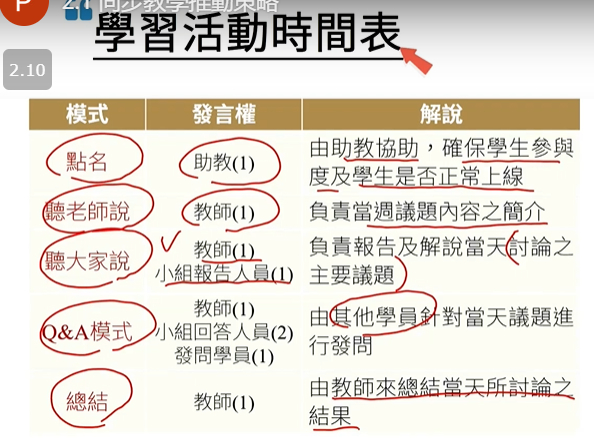 P 2.1 同步教學推動策略
學習活動時間表
2.10
模式 發言權 解說
點名 助教(1) 由助教協助，確保學生參與
度及學生是否正常上線
聽老師說 教師(1) 負責當週議題內容之簡介
聽大家說 教師(1) 負責報告及解說當天討論之
小組報告人員(1) 主要議題
Q&A模式 教師(1)
小組回答人員(2)
發問學員(1)
由其他學員針對當天議題進
行發問
總結 教師(1) 由教師來總結當天所討論之
結果